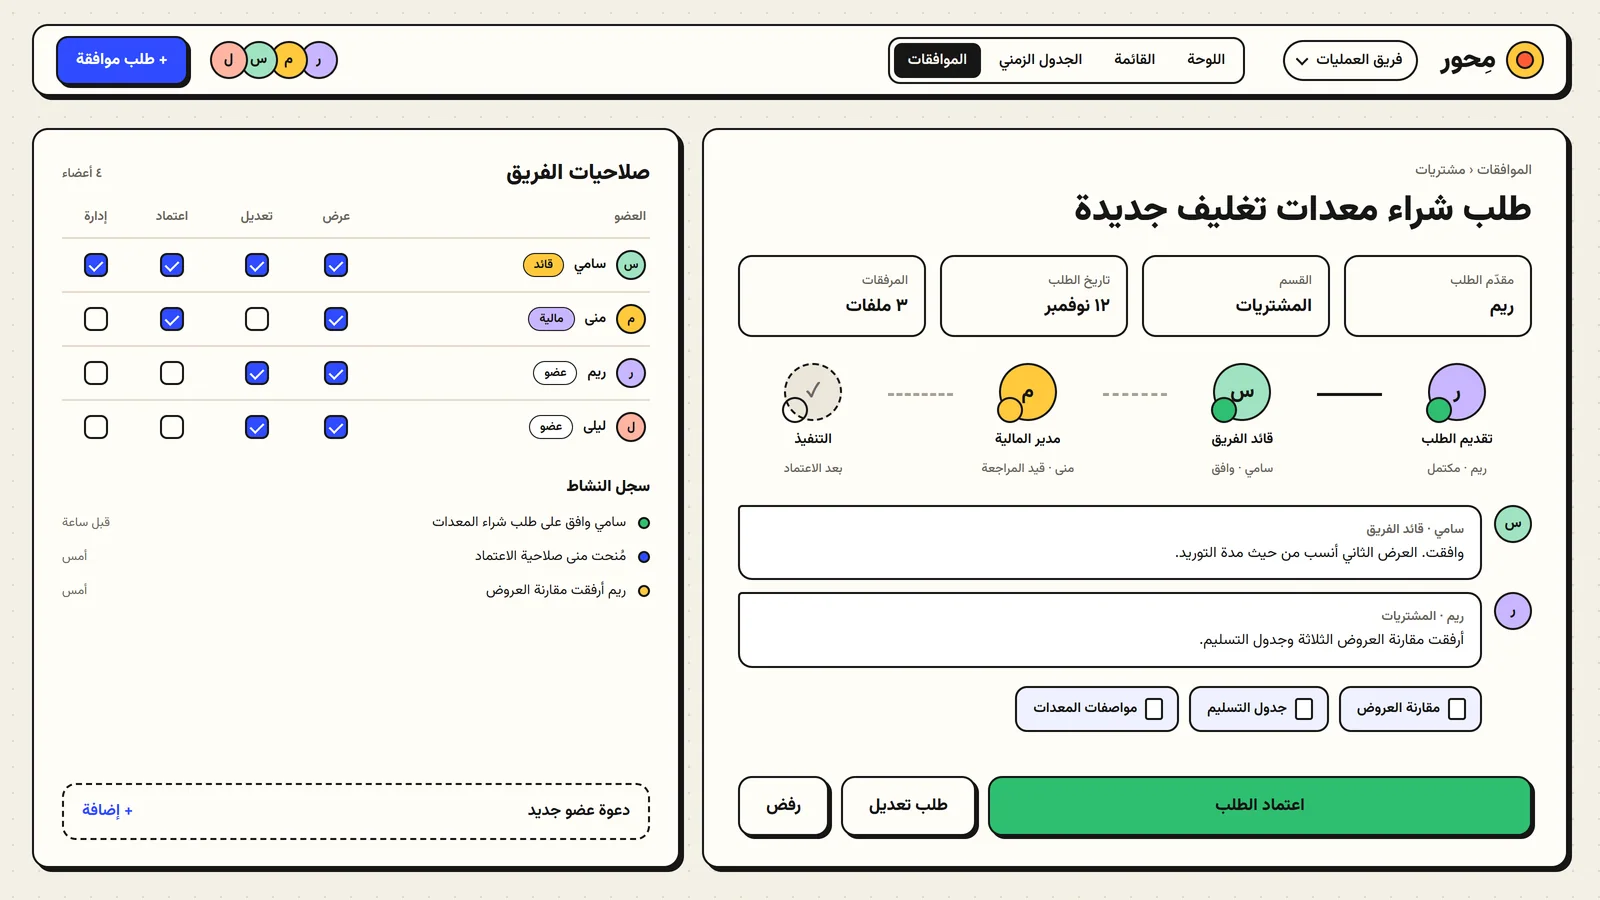 مِحور
فريق العمليات
اللوحة
القائمة
الجدول الزمني
الموافقات
ر
م
س
ل
+ طلب موافقة
الموافقات › مشتريات
طلب شراء معدات تغليف جديدة
مقدّم الطلب
ريم
القسم
المشتريات
تاريخ الطلب
١٢ نوفمبر
المرفقات
٣ ملفات
ر
س
م
✓
تقديم الطلب
ريم · مكتمل
قائد الفريق
سامي · وافق
مدير المالية
منى · قيد المراجعة
التنفيذ
بعد الاعتماد
س
سامي · قائد الفريق
وافقت. العرض الثاني أنسب من حيث مدة التوريد.
ر
ريم · المشتريات
أرفقت مقارنة العروض الثلاثة وجدول التسليم.
مقارنة العروض
جدول التسليم
مواصفات المعدات
اعتماد الطلب
طلب تعديل
رفض
صلاحيات الفريق
٤ أعضاء
العضو عرض تعديل اعتماد إدارة
س سامي قائد
م منى مالية
ر ريم عضو
ل ليلى عضو
سجل النشاط
سامي وافق على طلب شراء المعدات قبل ساعة
مُنحت منى صلاحية الاعتماد أمس
ريم أرفقت مقارنة العروض أمس
دعوة عضو جديد
+ إضافة